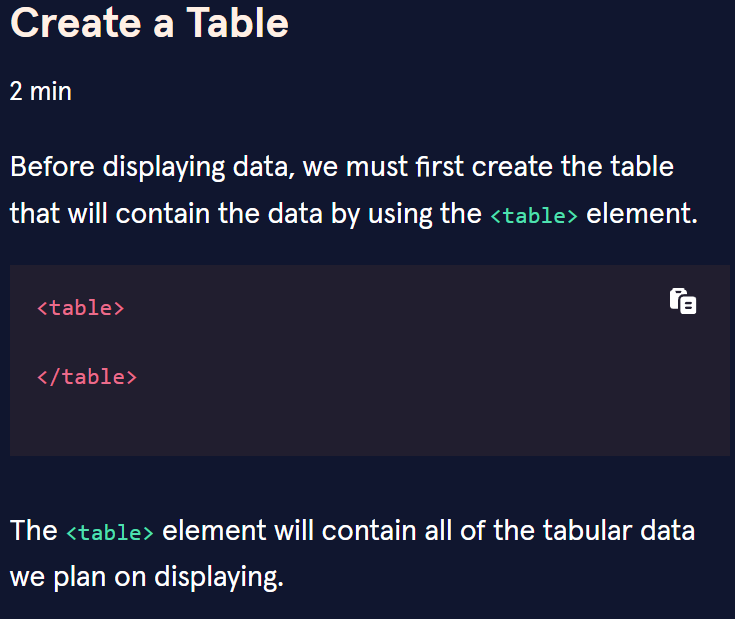 Create a Table
2 min
Before displaying data, we must first create the table
that will contain the data by using the <table> element.
<table>
</table>
The <table> element will contain all of the tabular data
we plan on displaying.